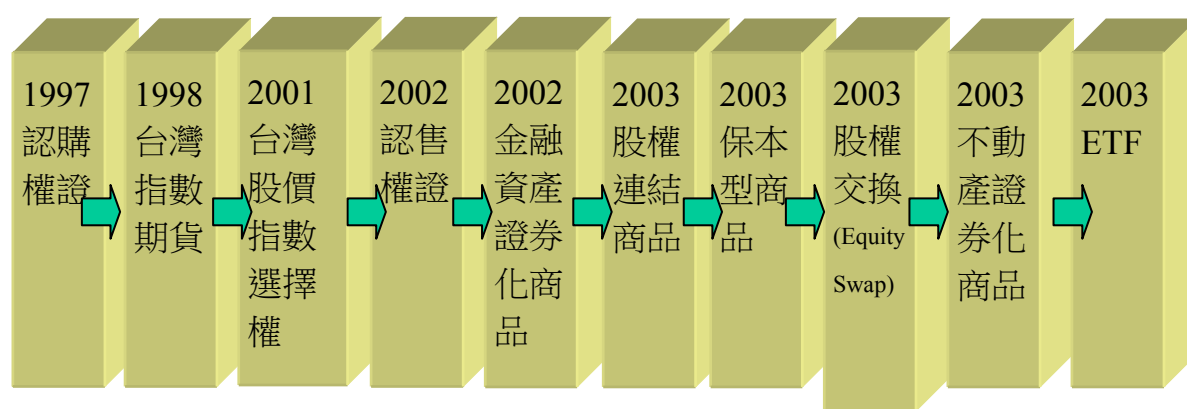 1997
認購
權證
1998
台灣
指數
期貨
2001
台灣
股價
指數
選擇
權
2002
認售
權證
2002
金融
資產
證券
化商
品
2003
股權
連結
商品
2003
保本
型商
品
2003
股權
交換
(Equity
Swap)
2003
不動
產證
券化
商品
2003
ETF